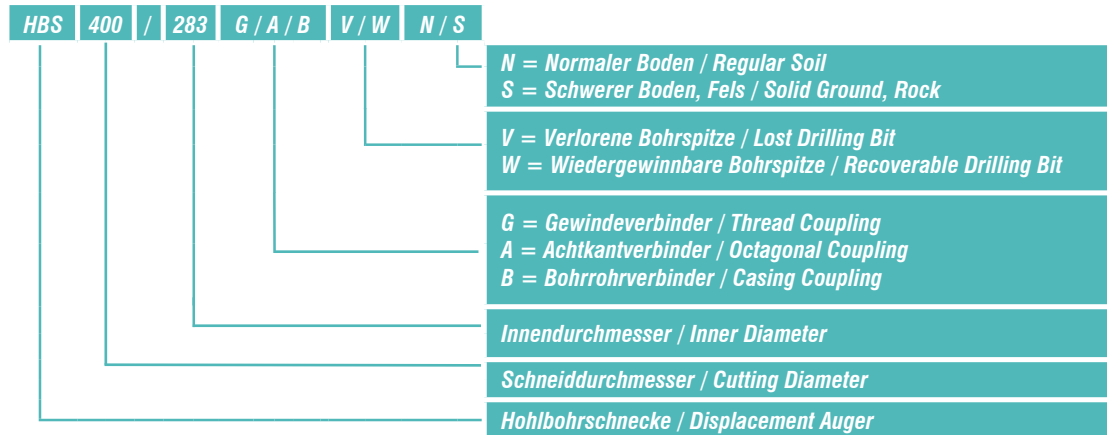 HBS 400 / 283 G / A / B V / W N / S
N = Normaler Boden / Regular Soil
S = Schwerer Boden, Fels / Solid Ground, Rock
V = Verlorene Bohrspitze / Lost Drilling Bit
W = Wiedergewinnbare Bohrspitze / Recoverable Drilling Bit
G = Gewindeverbinder / Thread Coupling
A = Achtkantverbinder / Octagonal Coupling
B = Bohrrohrverbinder / Casing Coupling
Innendurchmesser / Inner Diameter
Schneiddurchmesser / Cutting Diameter
Hohlbohrschnecke / Displacement Auger